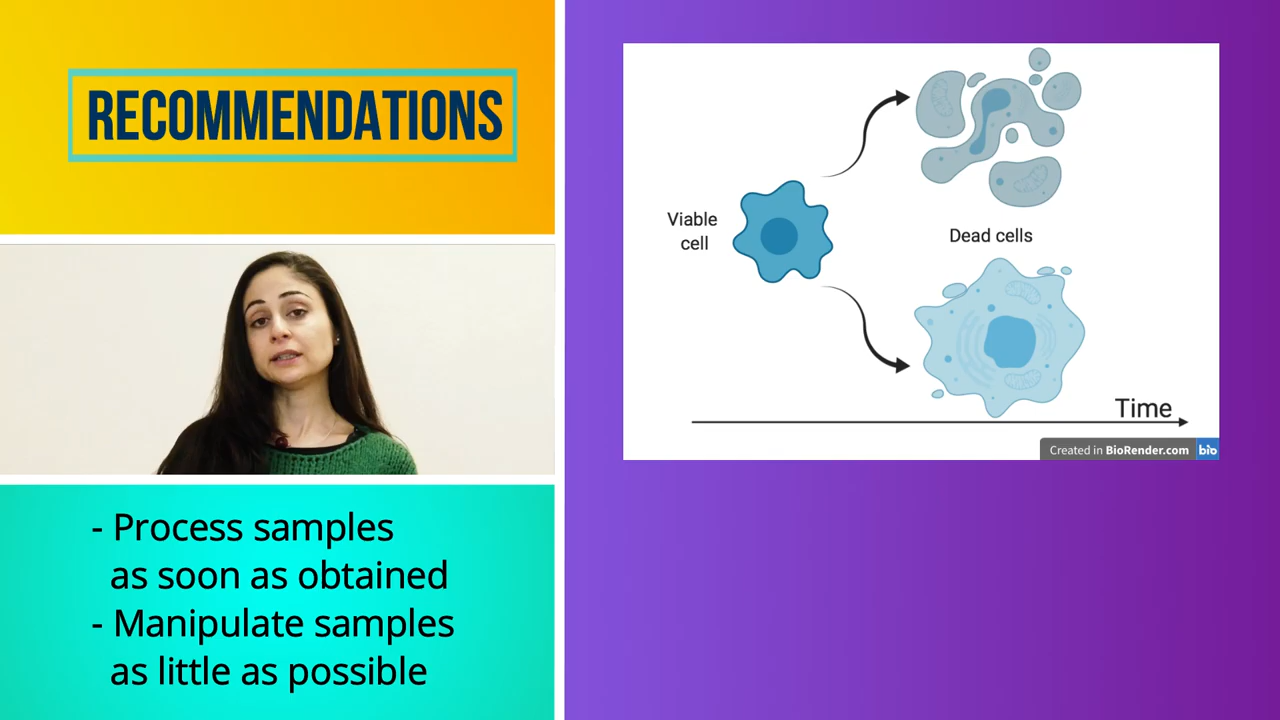 RECOMMENDATIONS
- Process samples
as soon as obtained
- Manipulate samples
as little as possible
Viable
cell
Dead cells
Time
Created in BioRender.com bio